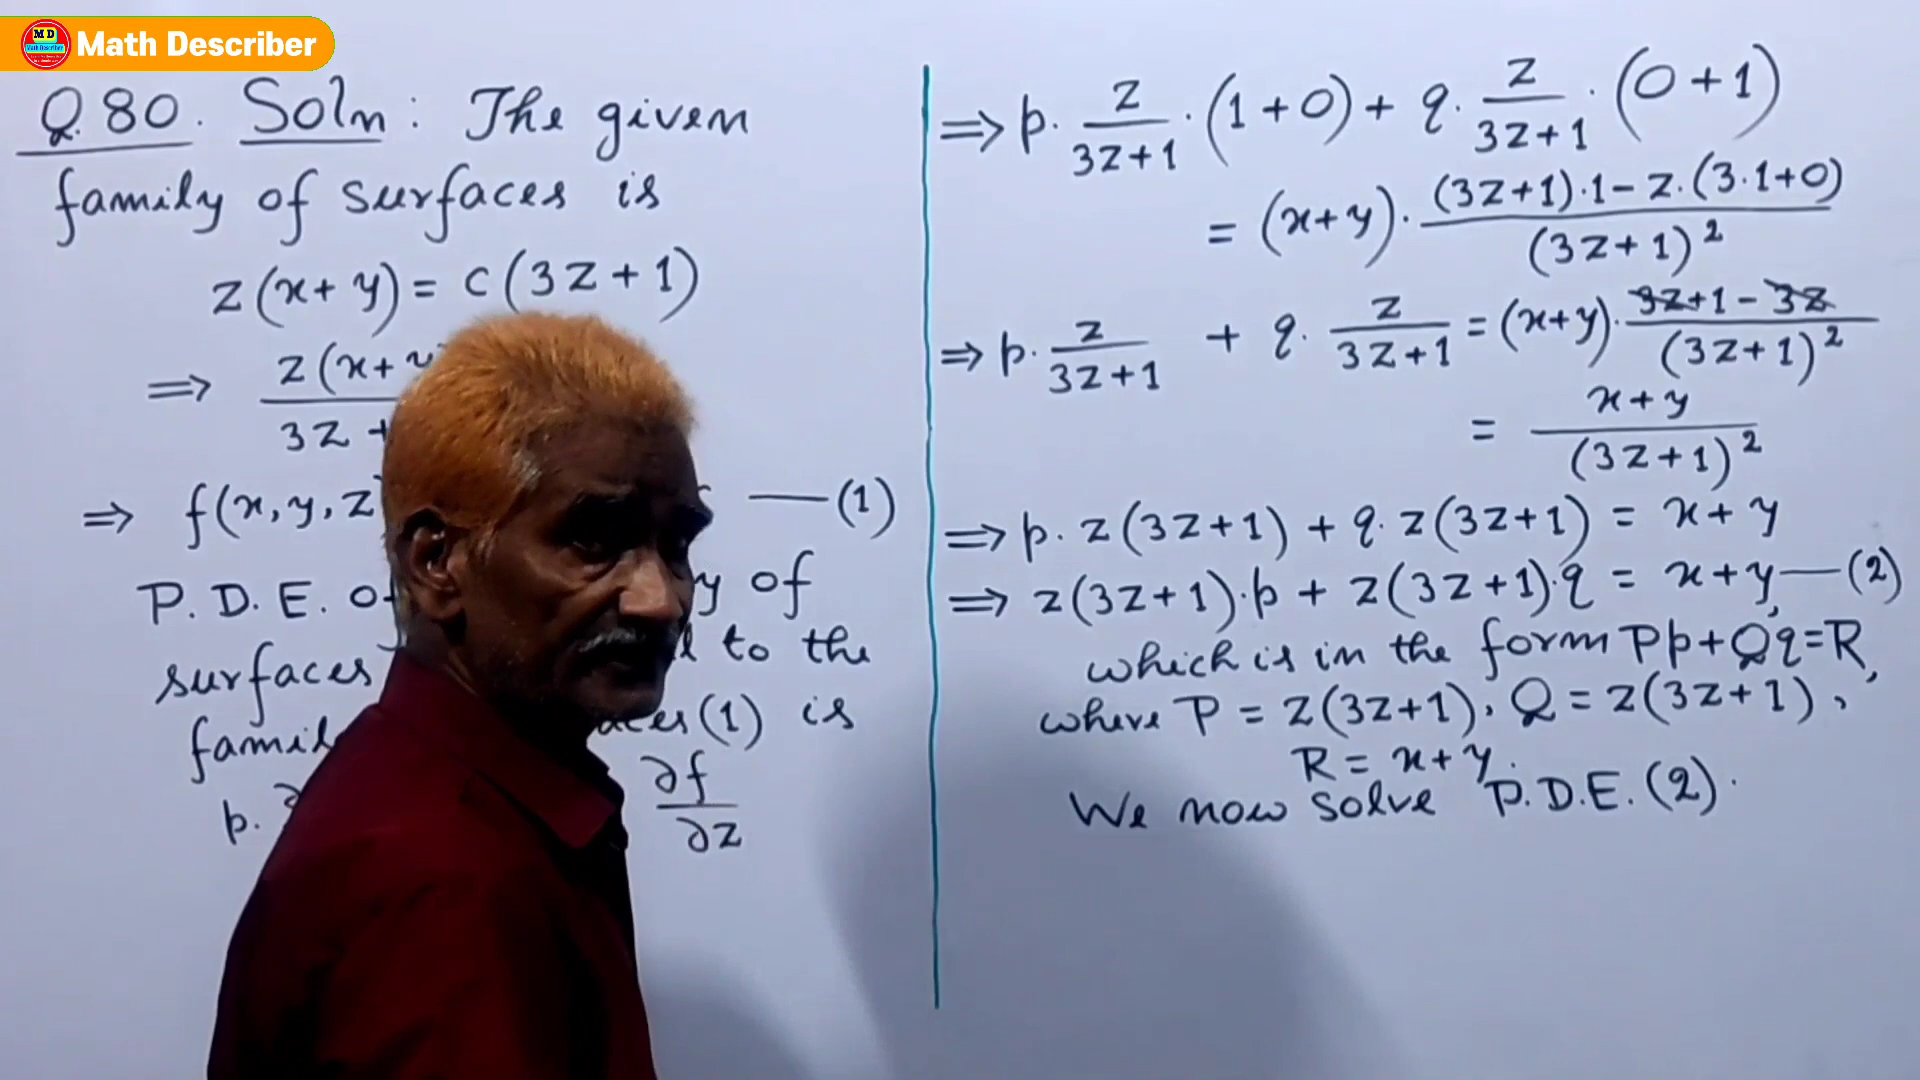 M D
Math Describer
Q.80. Soln: The given
family of surfaces is
z(x+y) = c(3z+1)
⇒ z(x+y
3z +
⇒ f(x,y,z) — (1)
P.D.E. of y of
surfaces l to the
famil aces (1) is
p. ∂ ∂f
∂z
⇒ p. z/(3z+1) . (1+0) + q. z/(3z+1) . (0+1)
= (x+y). ((3z+1).1 - z.(3.1+0))/(3z+1)²
⇒ p. z/(3z+1) + q. z/(3z+1) = (x+y). (3z+1-3z)/(3z+1)²
= (x+y)/(3z+1)²
⇒ p. z(3z+1) + q. z(3z+1) = x+y
⇒ z(3z+1).p + z(3z+1).q = x+y, — (2)
which is in the form Pp+Qq=R,
where P = z(3z+1), Q = z(3z+1),
R = x+y.
We now solve P.D.E. (2).